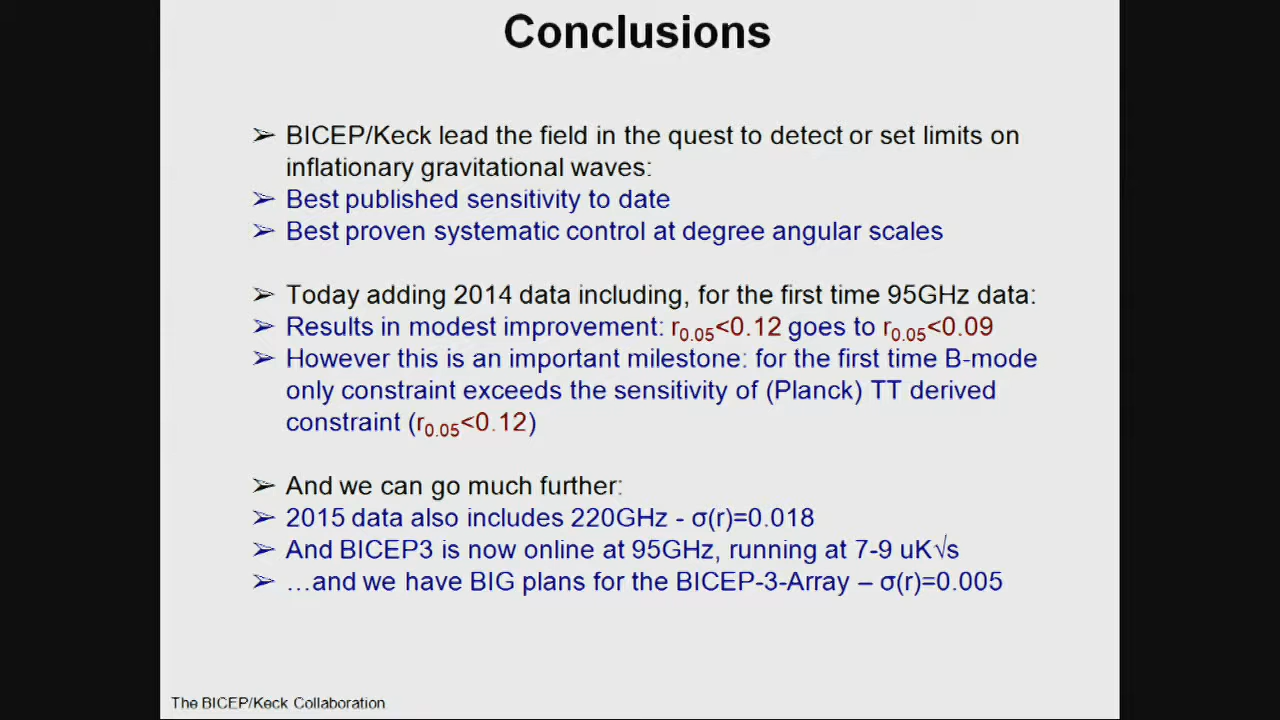 Conclusions
➢ BICEP/Keck lead the field in the quest to detect or set limits on
inflationary gravitational waves:
➢ Best published sensitivity to date
➢ Best proven systematic control at degree angular scales
➢ Today adding 2014 data including, for the first time 95GHz data:
➢ Results in modest improvement: r0.05<0.12 goes to r0.05<0.09
➢ However this is an important milestone: for the first time B-mode
only constraint exceeds the sensitivity of (Planck) TT derived
constraint (r0.05<0.12)
➢ And we can go much further:
➢ 2015 data also includes 220GHz - σ(r)=0.018
➢ And BICEP3 is now online at 95GHz, running at 7-9 uK√s
➢ …and we have BIG plans for the BICEP-3-Array – σ(r)=0.005
The BICEP/Keck Collaboration